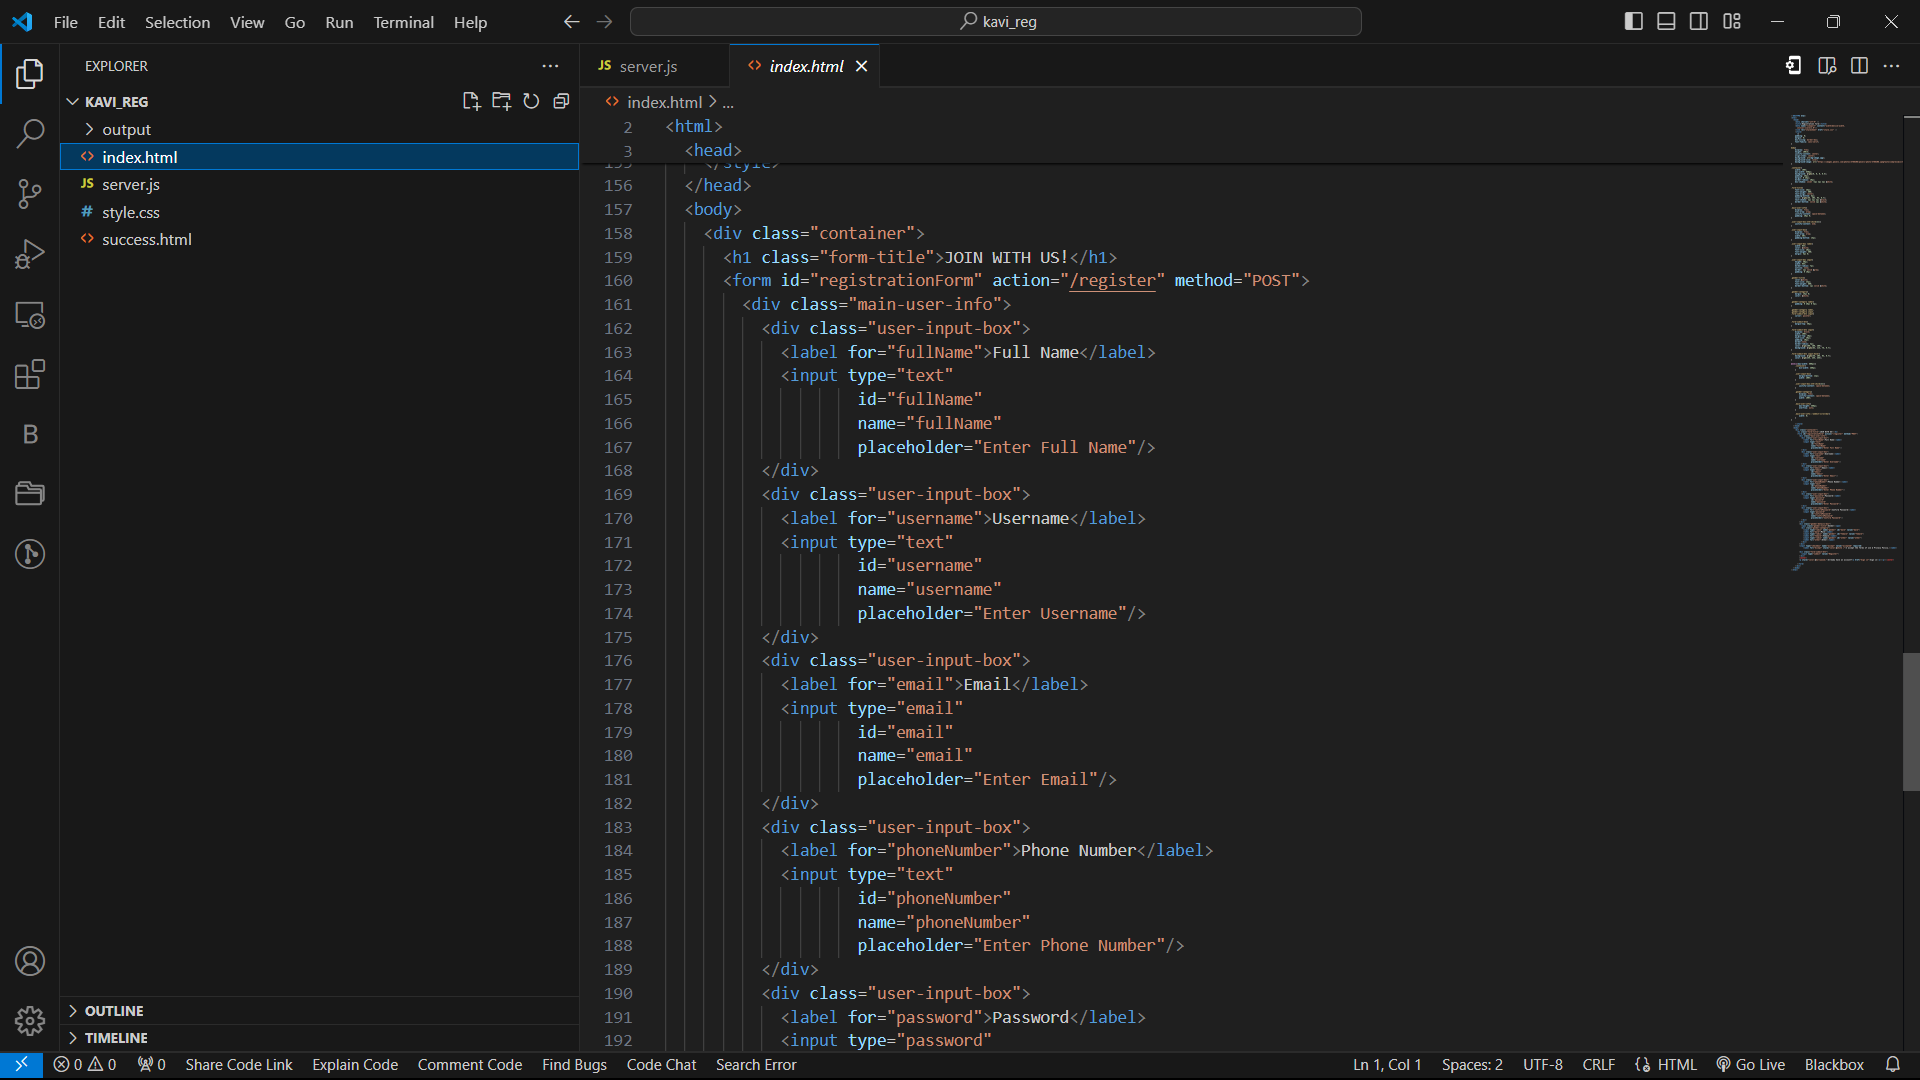 File Edit Selection View Go Run Terminal Help
kavi_reg
EXPLORER
KAVI_REG
output
index.html
JS server.js
# style.css
success.html
OUTLINE
TIMELINE
JS server.js
index.html
index.html > ...
2 <html>
3 <head>
155 </style>
156 </head>
157 <body>
158 <div class="container">
159 <h1 class="form-title">JOIN WITH US!</h1>
160 <form id="registrationForm" action="/register" method="POST">
161 <div class="main-user-info">
162 <div class="user-input-box">
163 <label for="fullName">Full Name</label>
164 <input type="text"
165 id="fullName"
166 name="fullName"
167 placeholder="Enter Full Name"/>
168 </div>
169 <div class="user-input-box">
170 <label for="username">Username</label>
171 <input type="text"
172 id="username"
173 name="username"
174 placeholder="Enter Username"/>
175 </div>
176 <div class="user-input-box">
177 <label for="email">Email</label>
178 <input type="email"
179 id="email"
180 name="email"
181 placeholder="Enter Email"/>
182 </div>
183 <div class="user-input-box">
184 <label for="phoneNumber">Phone Number</label>
185 <input type="text"
186 id="phoneNumber"
187 name="phoneNumber"
188 placeholder="Enter Phone Number"/>
189 </div>
190 <div class="user-input-box">
191 <label for="password">Password</label>
192 <input type="password"
0 0 0 Share Code Link Explain Code Comment Code Find Bugs Code Chat Search Error
Ln 1, Col 1 Spaces: 2 UTF-8 CRLF HTML Go Live Blackbox